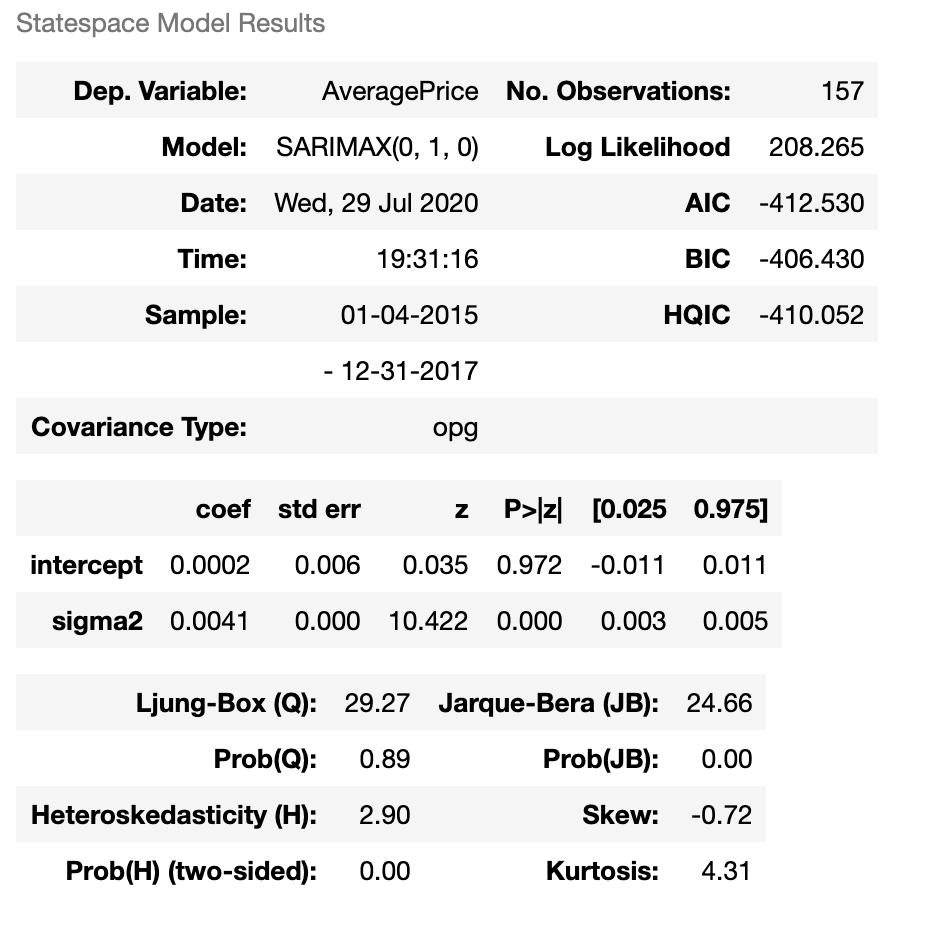 Statespace Model Results
Dep. Variable: AveragePrice No. Observations: 157
Model: SARIMAX(0, 1, 0) Log Likelihood 208.265
Date: Wed, 29 Jul 2020 AIC -412.530
Time: 19:31:16 BIC -406.430
Sample: 01-04-2015 HQIC -410.052
- 12-31-2017
Covariance Type: opg
coef std err z P>|z| [0.025 0.975]
intercept 0.0002 0.006 0.035 0.972 -0.011 0.011
sigma2 0.0041 0.000 10.422 0.000 0.003 0.005
Ljung-Box (Q): 29.27 Jarque-Bera (JB): 24.66
Prob(Q): 0.89 Prob(JB): 0.00
Heteroskedasticity (H): 2.90 Skew: -0.72
Prob(H) (two-sided): 0.00 Kurtosis: 4.31